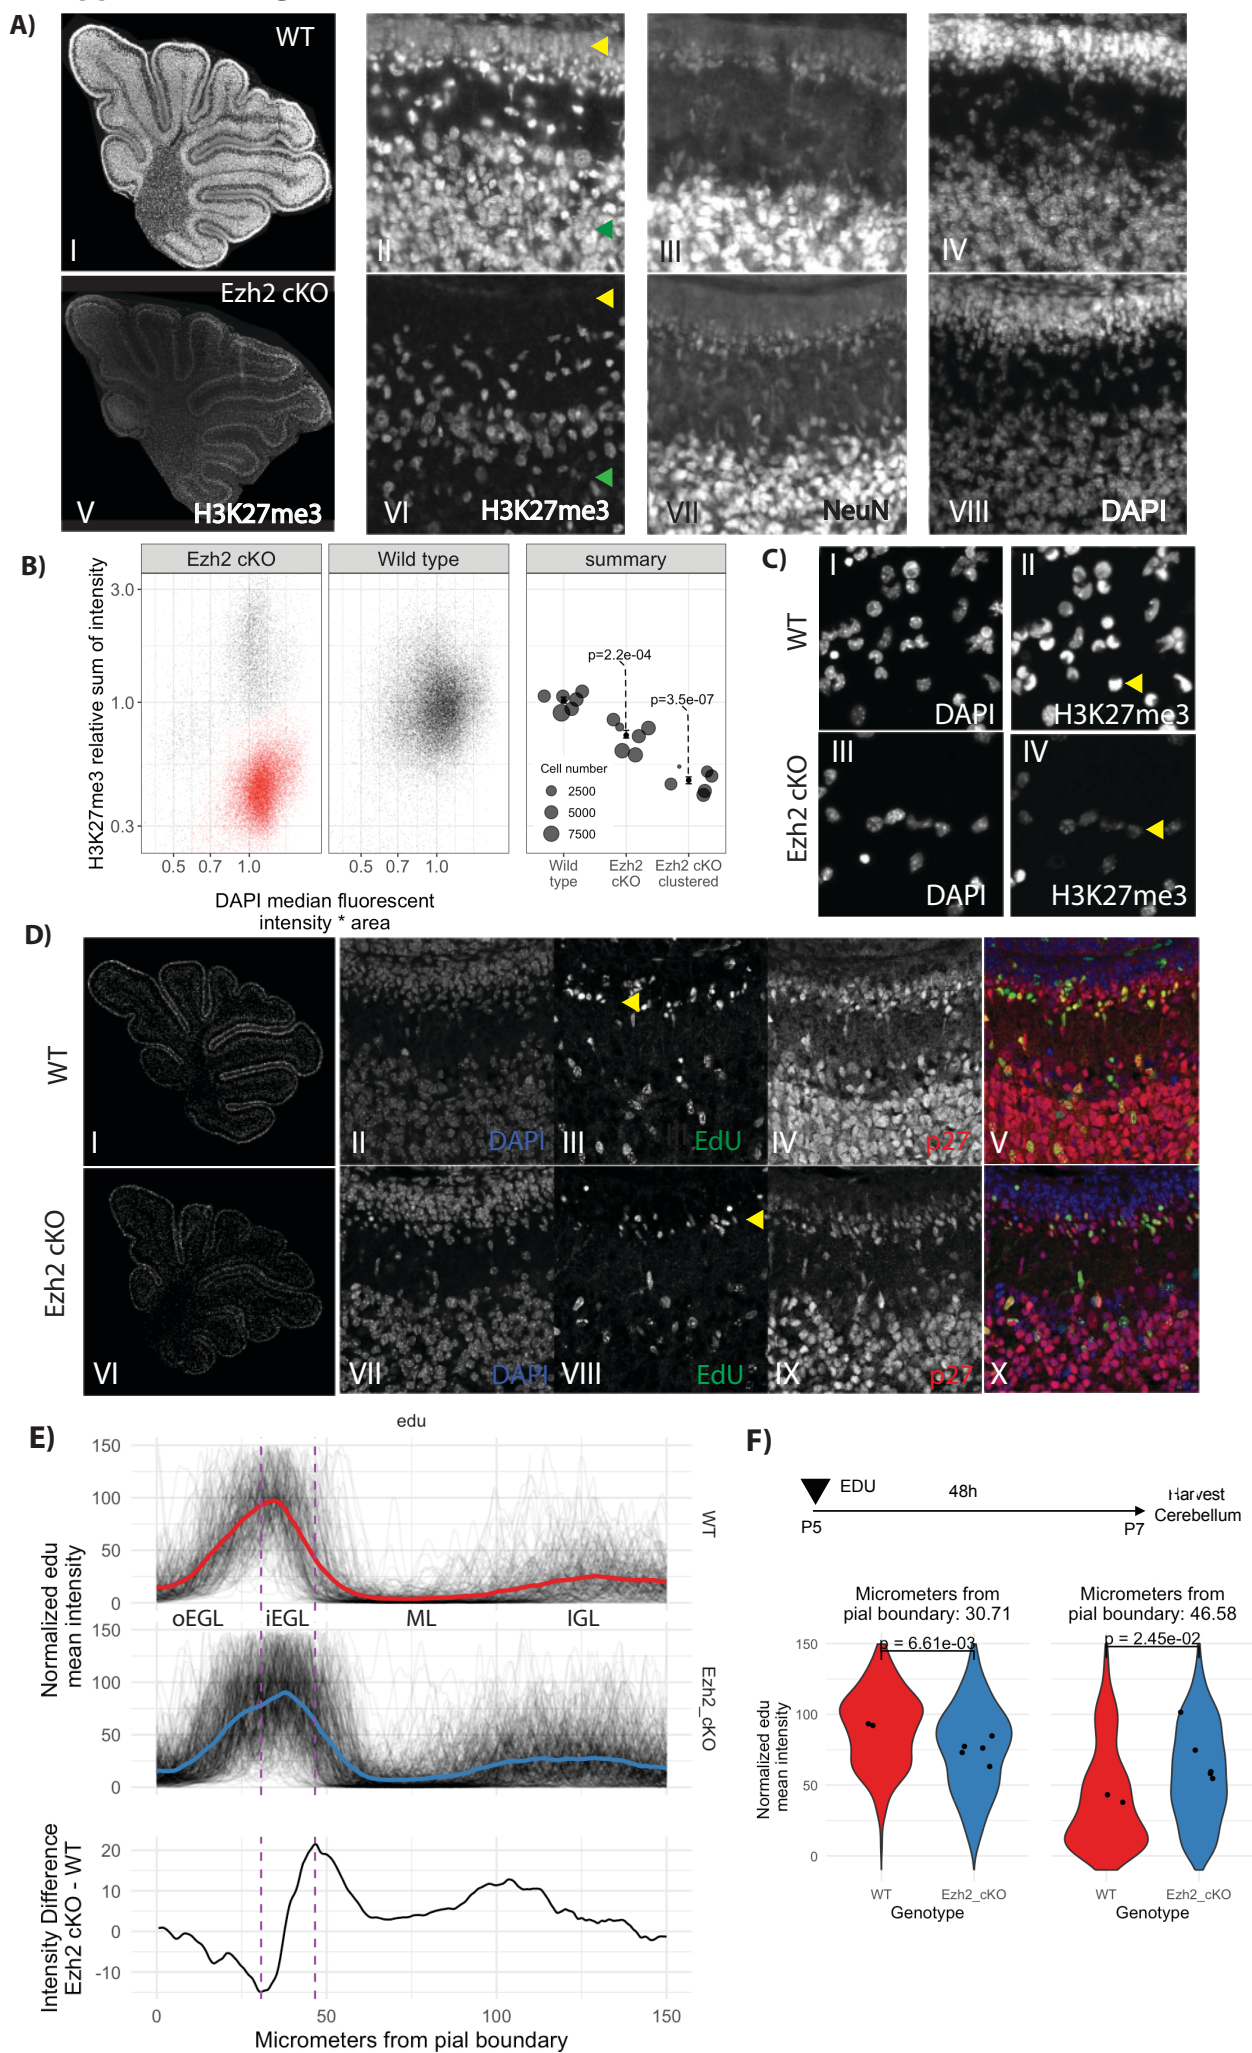 A)
WT
I
II
III
IV
Ezh2 cKO
V
H3K27me3
VI
H3K27me3
VII
NeuN
VIII
DAPI
B)
Ezh2 cKO
Wild type
summary
H3K27me3 relative sum of intensity
3.0
1.0
0.3
p=2.2e-04
p=3.5e-07
Cell number
2500
5000
7500
0.5 0.7 1.0
0.5 0.7 1.0
Wild
type
Ezh2
cKO
Ezh2 cKO
clustered
DAPI median fluorescent
intensity * area
C)
WT
I
DAPI
II
H3K27me3
Ezh2 cKO
III
DAPI
IV
H3K27me3
D)
WT
I
II
DAPI
III
EdU
IV
p27
V
Ezh2 cKO
VI
VII
DAPI
VIII
EdU
IX
p27
X
E)
edu
150
100
50
0
WT
oEGL iEGL ML IGL
Normalized edu
mean intensity
150
100
50
0
Ezh2_cKO
Intensity Difference
Ezh2 cKO - WT
20
10
0
-10
0 50 100 150
Micrometers from pial boundary
F)
EDU
48h
Harvest
Cerebellum
P5
P7
Micrometers from
pial boundary: 30.71
p = 6.61e-03
Micrometers from
pial boundary: 46.58
p = 2.45e-02
Normalized edu
mean intensity
150
100
50
0
WT Ezh2_cKO
Genotype
WT Ezh2_cKO
Genotype